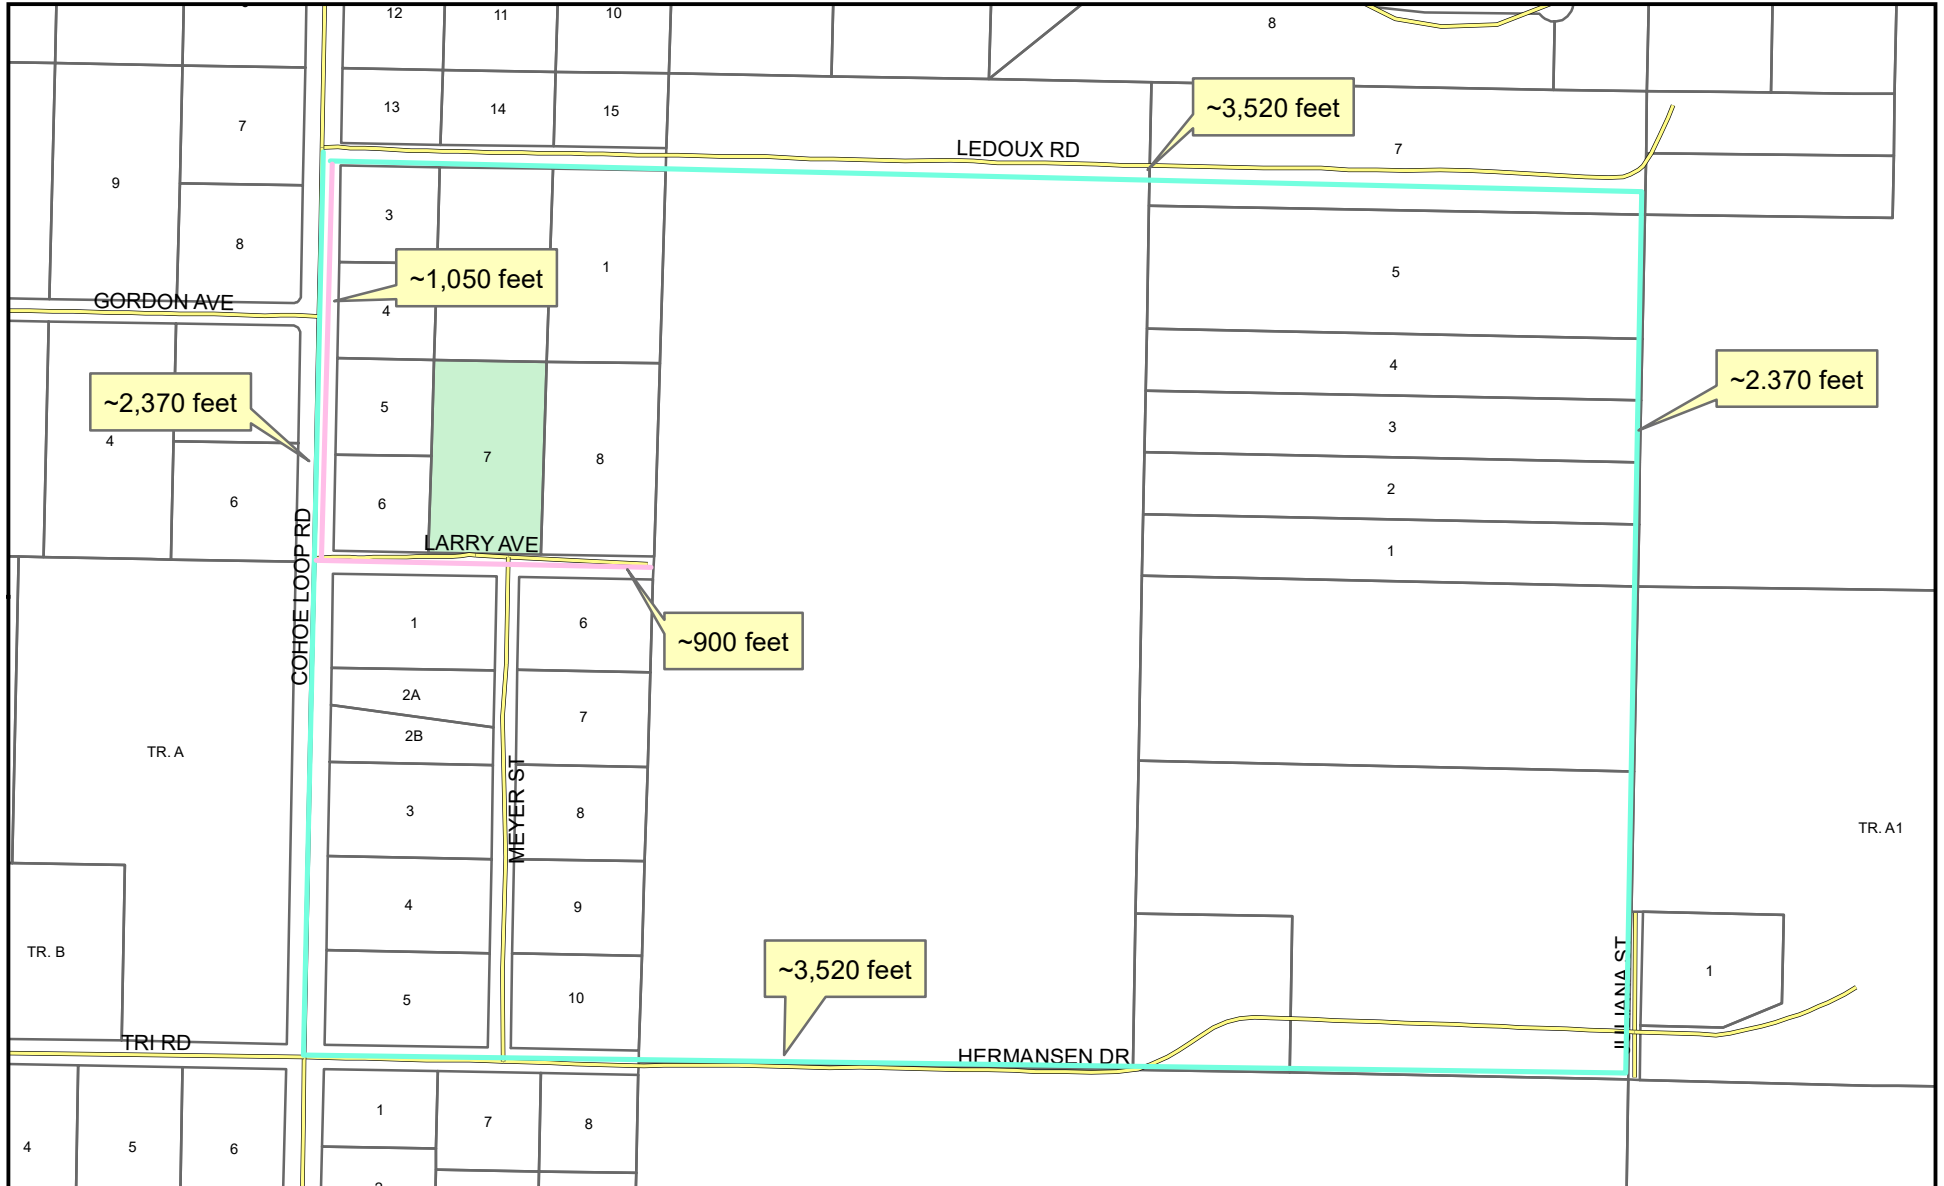 12
11
10
8
13
14
15
~3,520 feet
7
LEDOUX RD
7
9
3
8
1
5
~1,050 feet
GORDON AVE
4
4
~2.370 feet
~2,370 feet
5
3
4
7
8
2
6
6
LARRY AVE
1
COHOE LOOP RD
1
6
~900 feet
2A
7
2B
TR. A
MEYER ST
3
8
TR. A1
4
9
TR. B
~3,520 feet
5
10
1
JULIANA ST
TRI RD
HERMANSEN DR
1
7
8
4
5
6